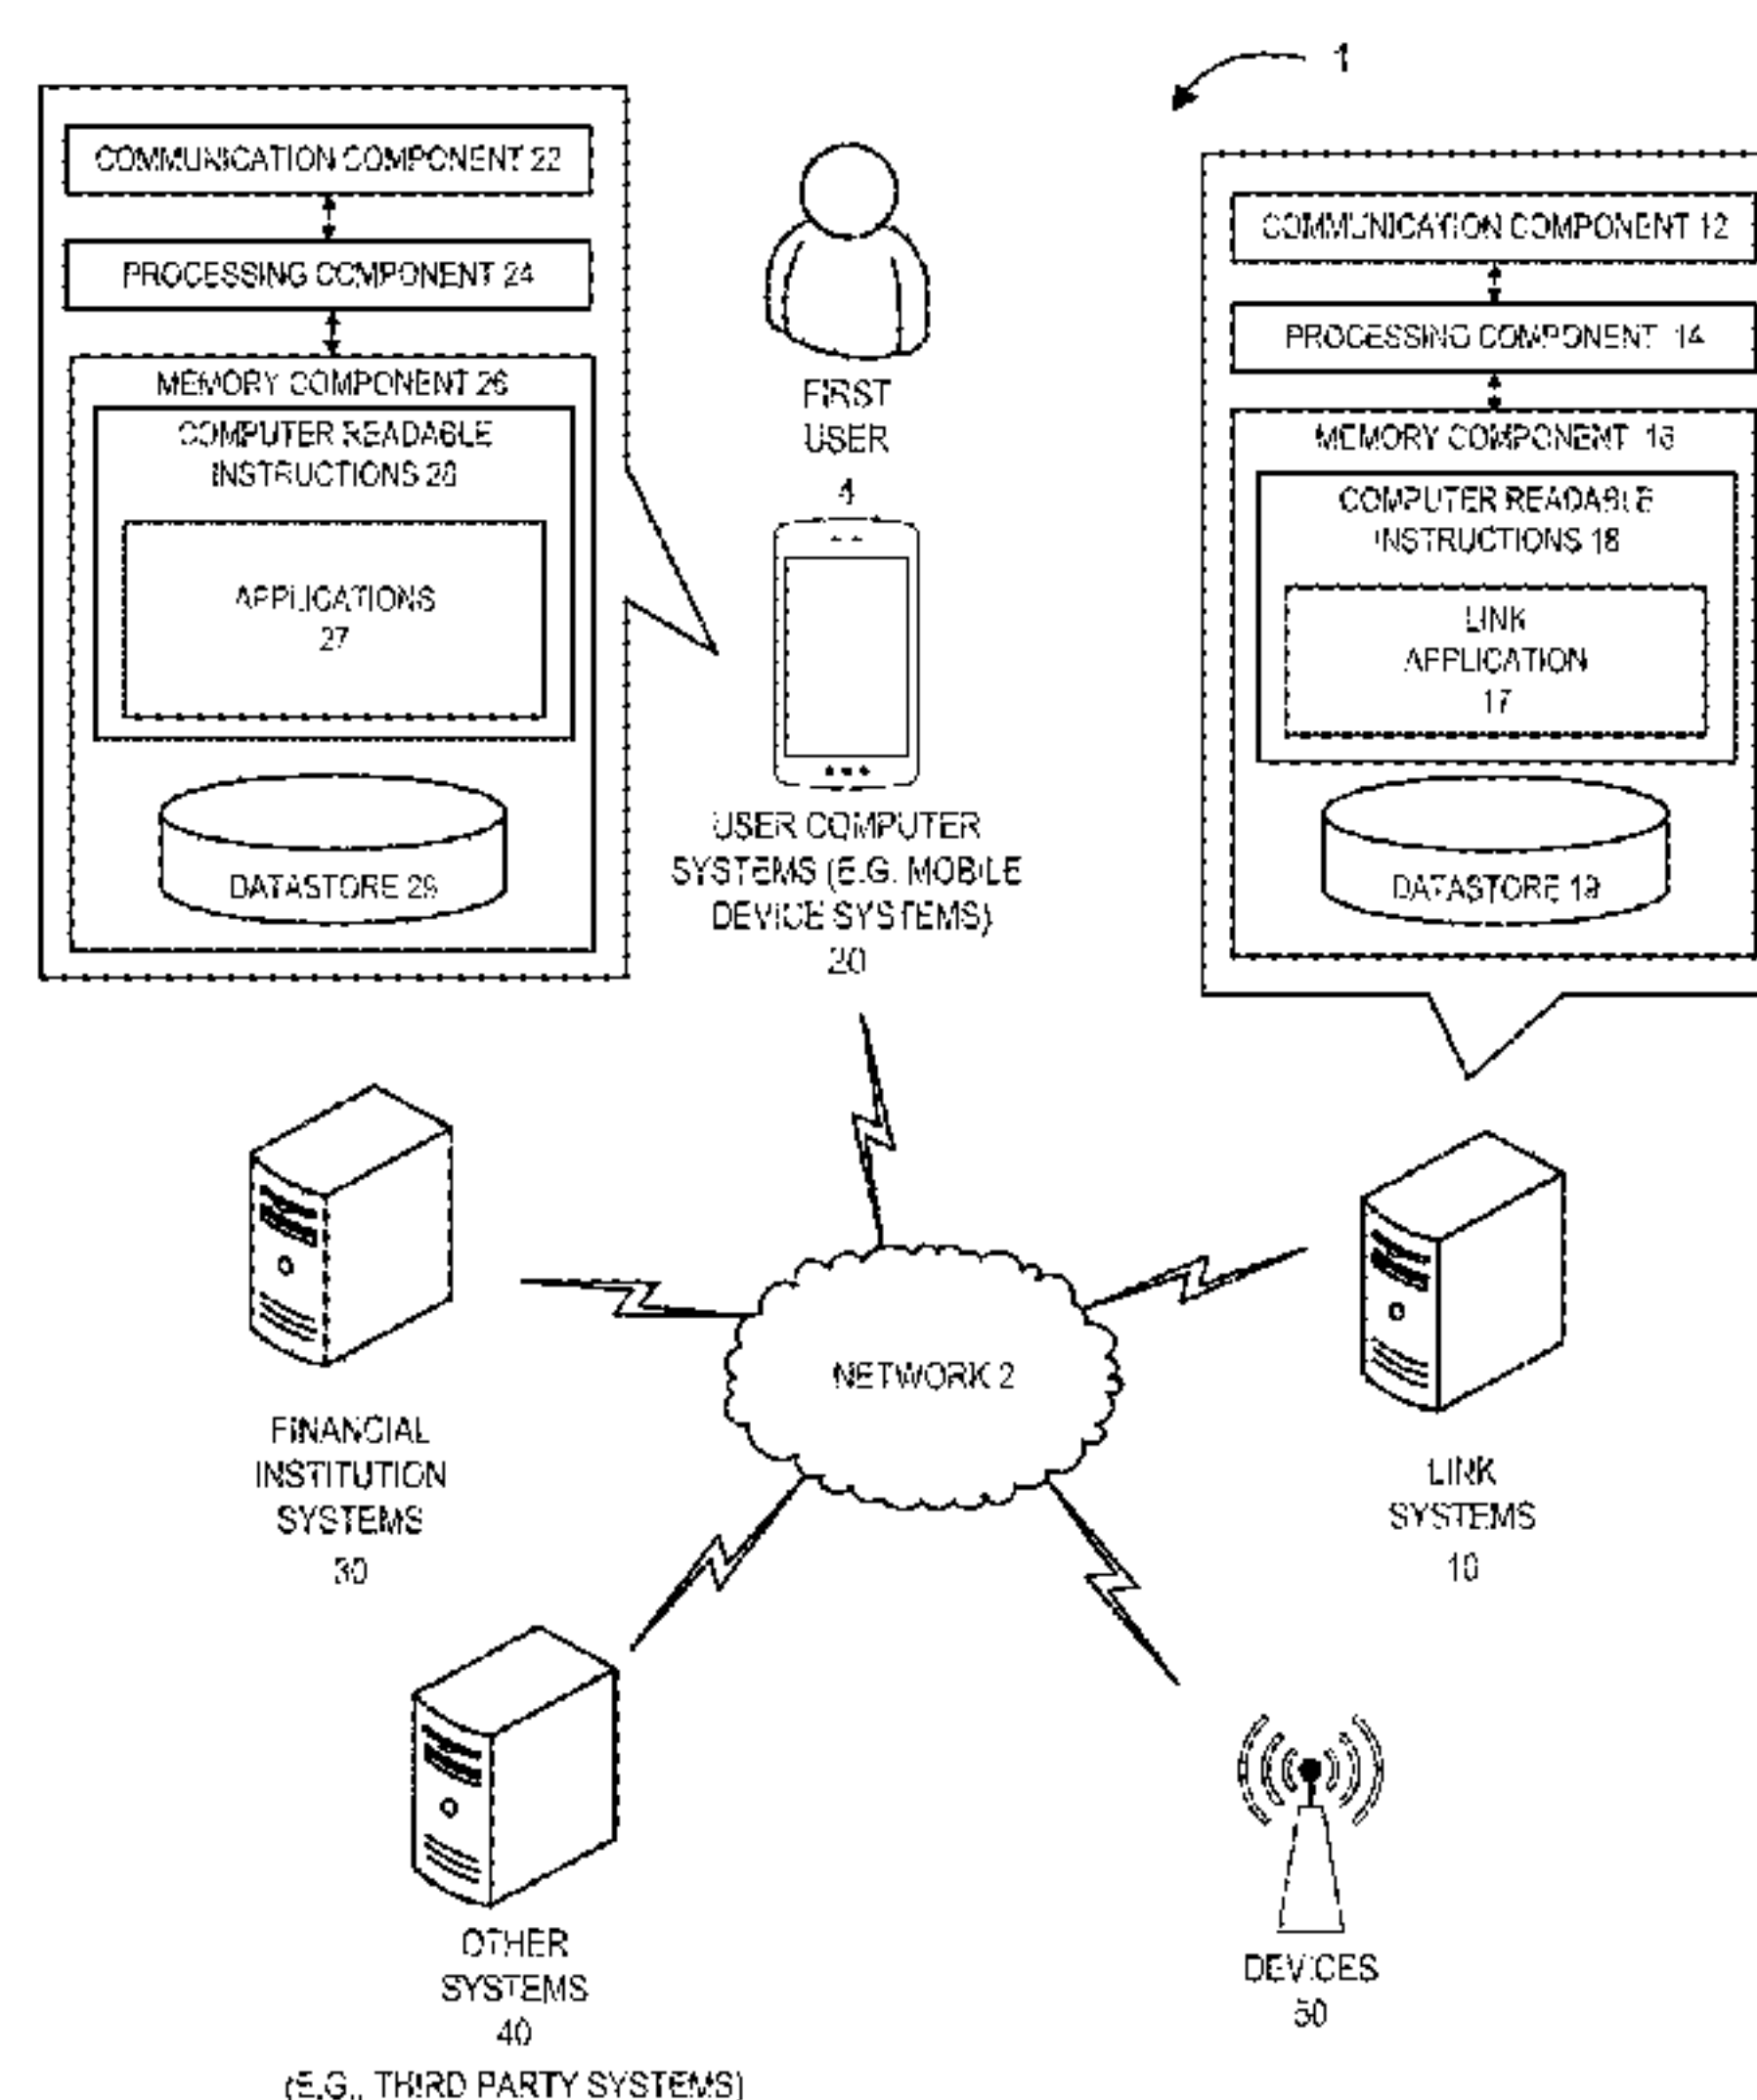 1
COMMUNICATION COMPONENT 22
PROCESSING COMPONENT 24
MEMORY COMPONENT 26
COMPUTER READABLE
INSTRUCTIONS 28
APPLICATIONS
27
DATASTORE 29
FIRST
USER
4
USER COMPUTER
SYSTEMS (E.G. MOBILE
DEVICE SYSTEMS)
20
COMMUNICATION COMPONENT 12
PROCESSING COMPONENT 14
MEMORY COMPONENT 16
COMPUTER READABLE
INSTRUCTIONS 18
LINK
APPLICATION
17
DATASTORE 19
FINANCIAL
INSTITUTION
SYSTEMS
30
NETWORK 2
LINK
SYSTEMS
10
OTHER
SYSTEMS
40
(E.G., THIRD PARTY SYSTEMS)
DEVICES
50